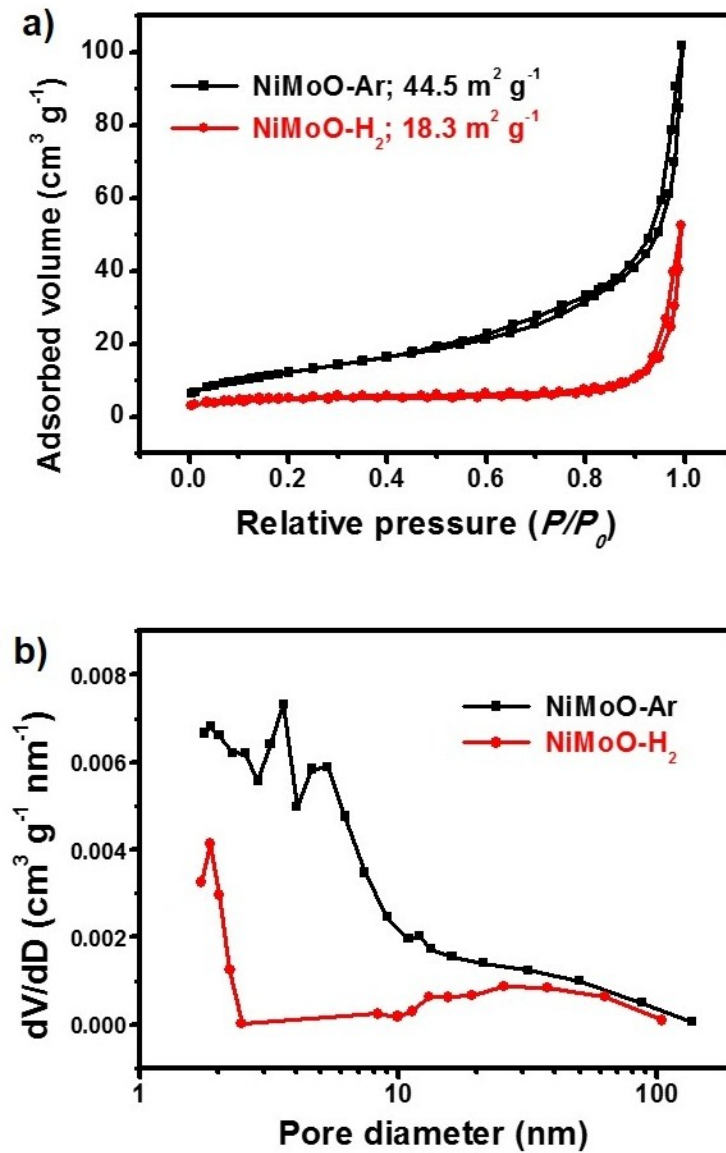 a)
100
80
60
40
20
0
Adsorbed volume (cm³ g⁻¹)
NiMoO-Ar; 44.5 m² g⁻¹
NiMoO-H₂; 18.3 m² g⁻¹
0.0 0.2 0.4 0.6 0.8 1.0
Relative pressure (P/P₀)
b)
0.008
0.006
0.004
0.002
0.000
dV/dD (cm³ g⁻¹ nm⁻¹)
NiMoO-Ar
NiMoO-H₂
1 10 100
Pore diameter (nm)